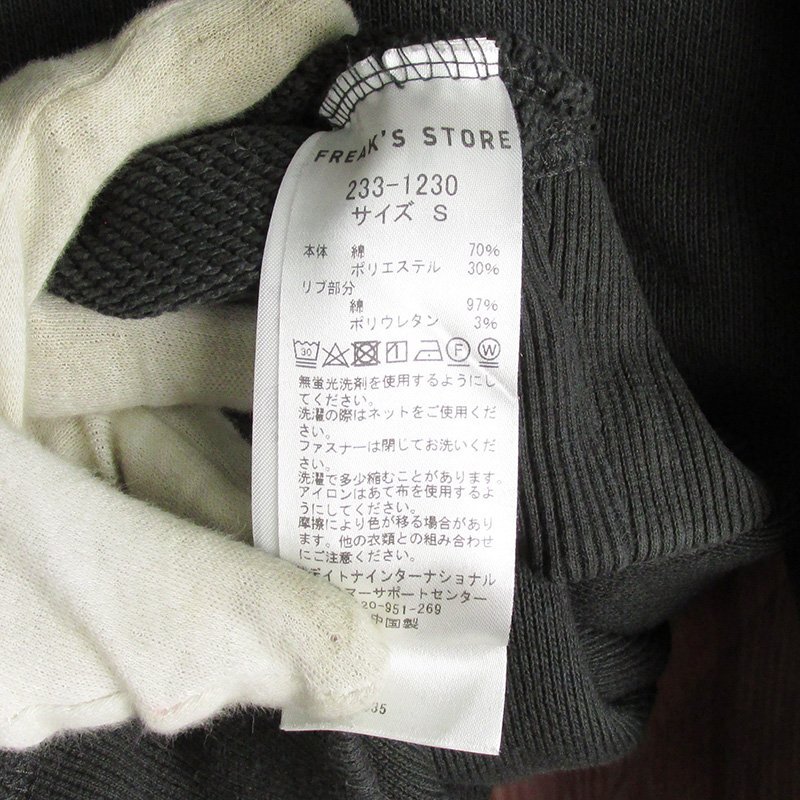 FREAK'S STORE
233-1230
サイズ S
本体 綿 70%
ポリエステル 30%
リブ部分
綿 97%
ポリウレタン 3%
30 F W
無蛍光洗剤を使用するようにし
てください。
洗濯の際はネットをご使用くだ
さい。
ファスナーは閉じてお洗いくだ
さい。
洗濯で多少縮むことがあります。
アイロンはあて布を使用するよ
うにしてください。
摩擦により色が移る場合があり
ます。他の衣類との組み合わせ
にご注意ください。
デイトナインターナショナル
マーサポートセンター
20-951-269
中国製
35